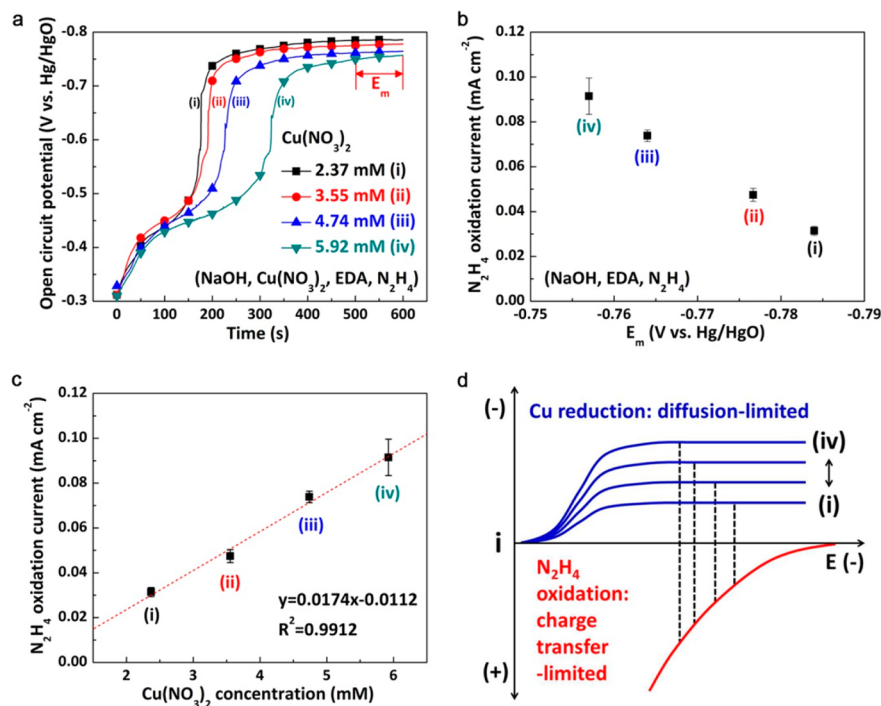 a
Open circuit potential (V vs. Hg/HgO)
-0.8
-0.7
-0.6
-0.5
-0.4
-0.3
(i)
(ii)
(iii)
(iv)
Eₘ
Cu(NO₃)₂
2.37 mM (i)
3.55 mM (ii)
4.74 mM (iii)
5.92 mM (iv)
(NaOH, Cu(NO₃)₂, EDA, N₂H₄)
0 100 200 300 400 500 600
Time (s)
b
N₂H₄ oxidation current (mA cm⁻²)
0.12
0.10
0.08
0.06
0.04
0.02
0.00
(iv)
(iii)
(ii)
(i)
(NaOH, EDA, N₂H₄)
-0.75 -0.76 -0.77 -0.78 -0.79
Eₘ (V vs. Hg/HgO)
c
N₂H₄ oxidation current (mA cm⁻²)
0.12
0.10
0.08
0.06
0.04
0.02
0.00
(iv)
(iii)
(ii)
(i)
y=0.0174x-0.0112
R²=0.9912
2 3 4 5 6
Cu(NO₃)₂ concentration (mM)
d
(-)
Cu reduction: diffusion-limited
(iv)
(i)
i
E (-)
N₂H₄
oxidation:
charge
transfer
-limited
(+)